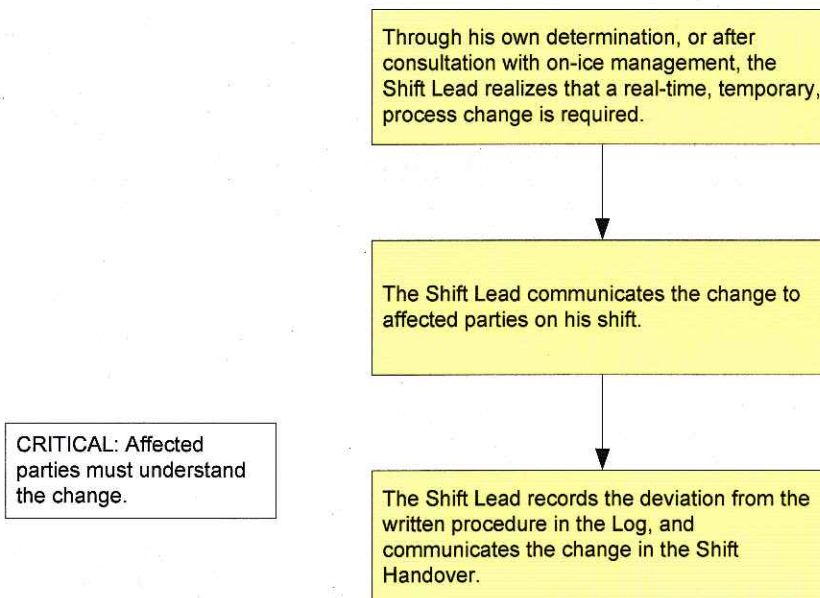 Through his own determination, or after
consultation with on-ice management, the
Shift Lead realizes that a real-time, temporary,
process change is required.
The Shift Lead communicates the change to
affected parties on his shift.
CRITICAL: Affected
parties must understand
the change.
The Shift Lead records the deviation from the
written procedure in the Log, and
communicates the change in the Shift
Handover.